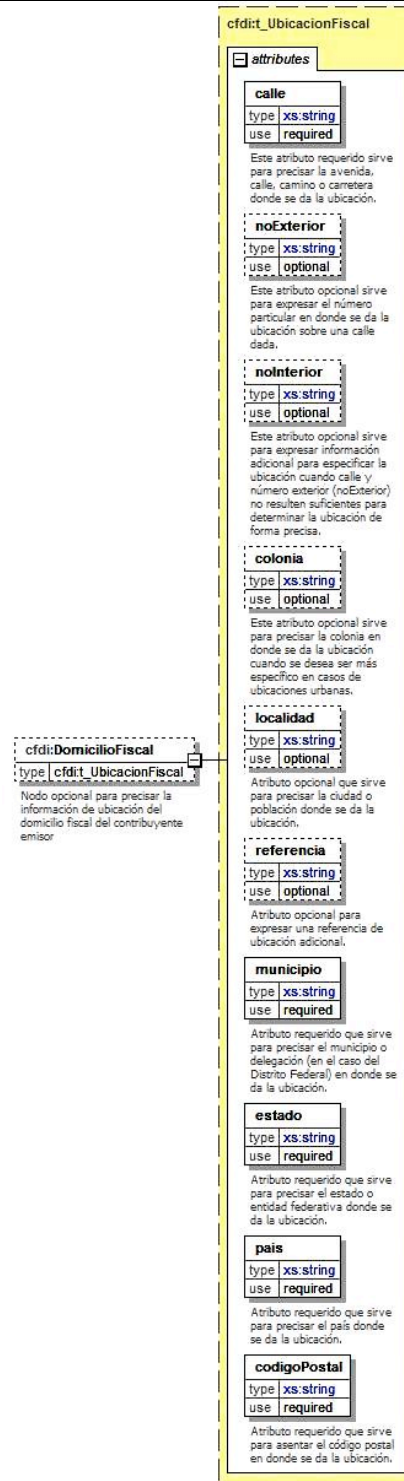 cfdi:t_UbicacionFiscal
attributes
calle
type xs:string
use required
Este atributo requerido sirve
para precisar la avenida,
calle, camino o carretera
donde se da la ubicación.
noExterior
type xs:string
use optional
Este atributo opcional sirve
para expresar el número
particular en donde se da la
ubicación sobre una calle
dada.
noInterior
type xs:string
use optional
Este atributo opcional sirve
para expresar información
adicional para especificar la
ubicación cuando calle y
número exterior (noExterior)
no resulten suficientes para
determinar la ubicación de
forma precisa.
colonia
type xs:string
use optional
Este atributo opcional sirve
para precisar la colonia en
donde se da la ubicación
cuando se desea ser más
específico en casos de
ubicaciones urbanas.
cfdi:DomicilioFiscal
type cfdi:t_UbicacionFiscal
Nodo opcional para precisar la
información de ubicación del
domicilio fiscal del contribuyente
emisor
localidad
type xs:string
use optional
Atributo opcional que sirve
para precisar la ciudad o
población donde se da la
ubicación.
referencia
type xs:string
use optional
Atributo opcional para
expresar una referencia de
ubicación adicional.
municipio
type xs:string
use required
Atributo requerido que sirve
para precisar el municipio o
delegación (en el caso del
Distrito Federal) en donde se
da la ubicación.
estado
type xs:string
use required
Atributo requerido que sirve
para precisar el estado o
entidad federativa donde se
da la ubicación.
pais
type xs:string
use required
Atributo requerido que sirve
para precisar el país donde
se da la ubicación.
codigoPostal
type xs:string
use required
Atributo requerido que sirve
para asentar el código postal
en donde se da la ubicación.